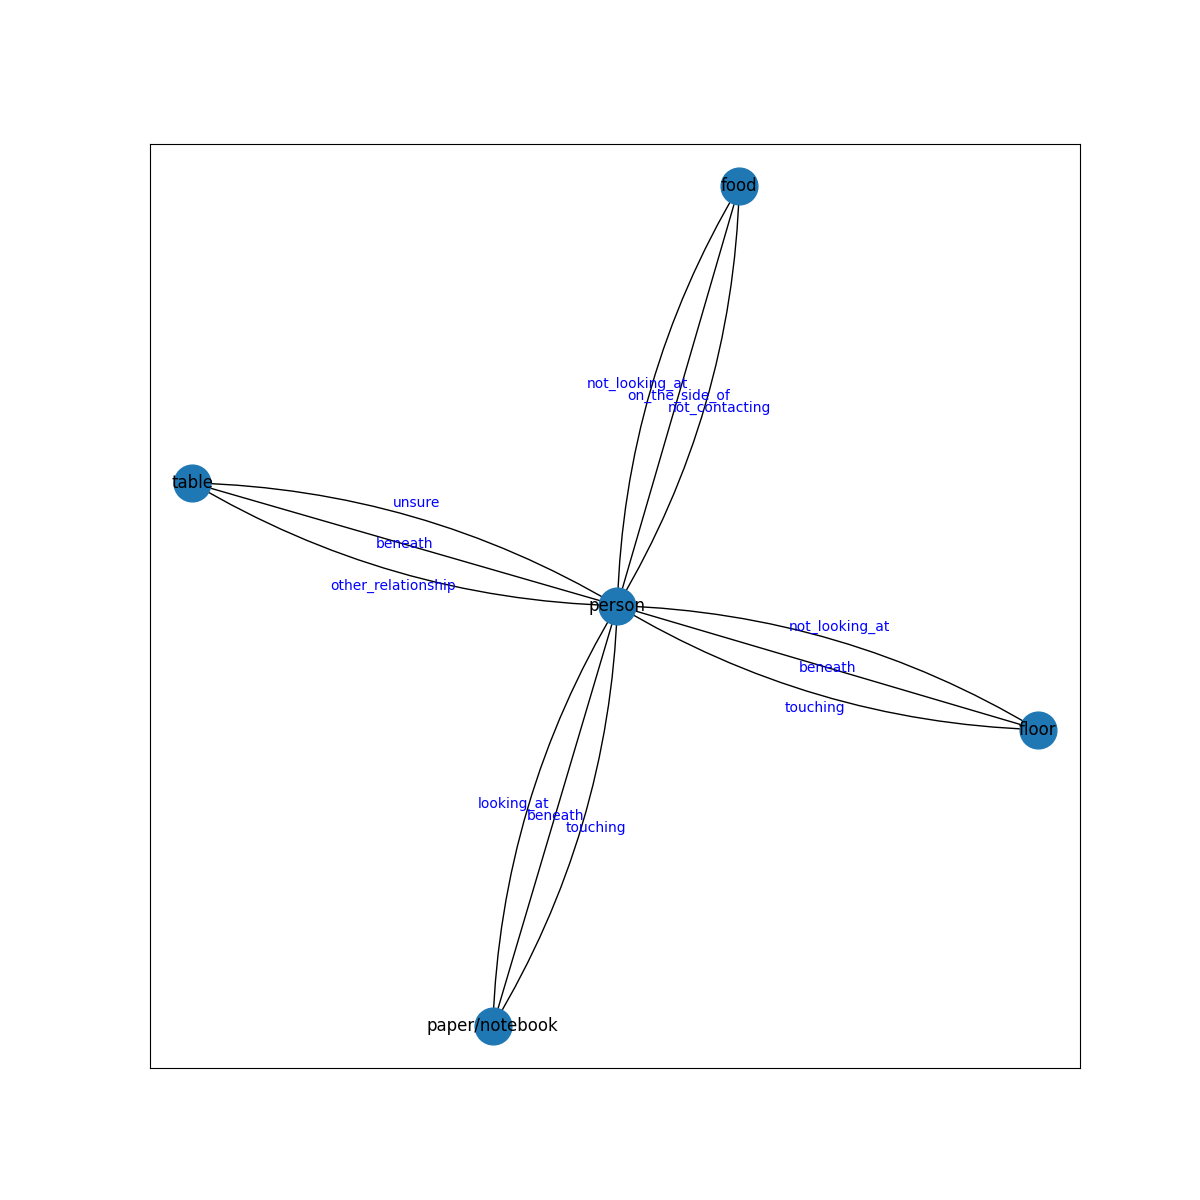 food
not_looking_at
on_the_side_of
not_contacting
table
unsure
beneath
other_relationship
person
not_looking_at
beneath
touching
floor
looking_at
beneath
touching
paper/notebook